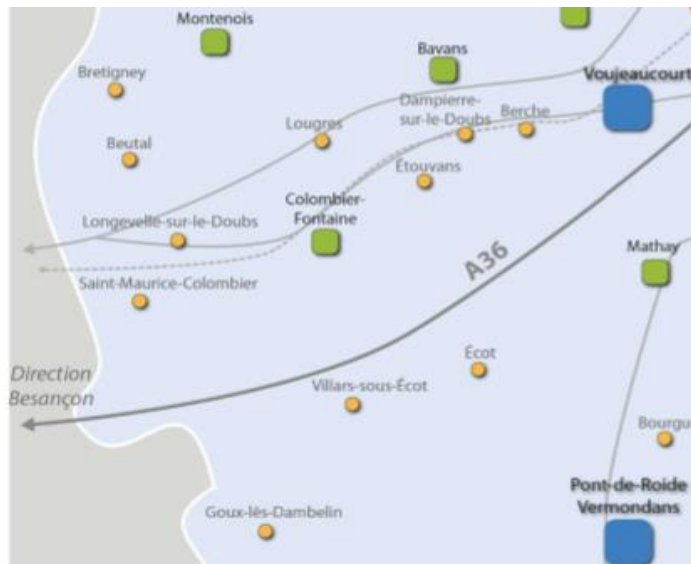 Montenois
Bavans
Bretigney
Voujeaucourt
Dampierre-
sur-le-Doubs
Berche
Lougres
Beutal
Étouvans
Colombier-
Fontaine
Longevelle-sur-le-Doubs
Mathay
A36
Saint-Maurice-Colombier
Écot
Direction
Besançon
Villars-sous-Écot
Bourgu
Pont-de-Roide
Vermondans
Goux-lès-Dambelin